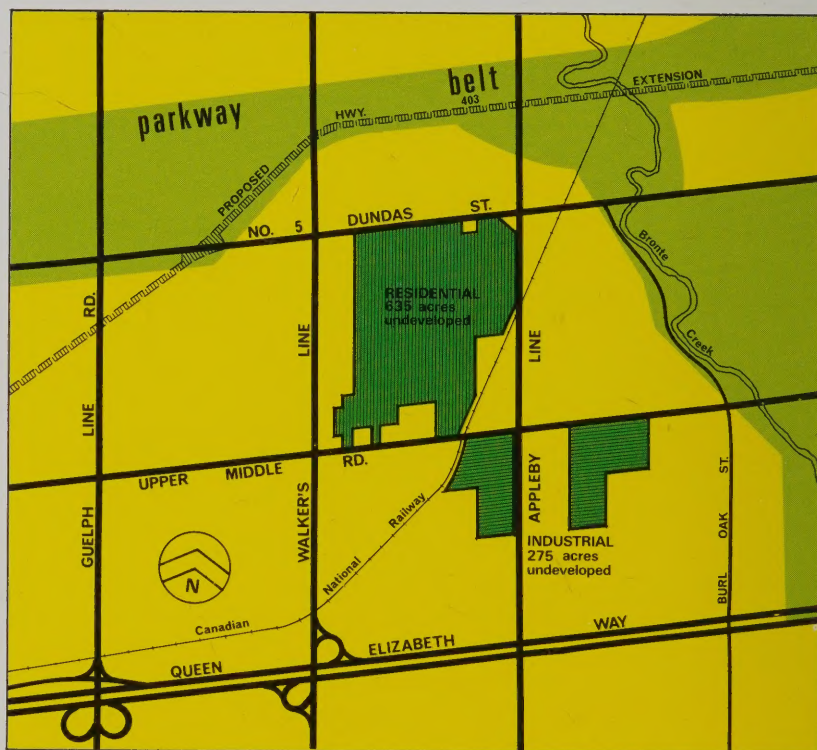 parkway belt
HWY. 403 EXTENSION
PROPOSED
NO. 5 DUNDAS ST.
Bronte
Creek
RESIDENTIAL
635 acres
undeveloped
GUELPH LINE RD.
WALKER'S LINE
APPLEBY LINE
UPPER MIDDLE RD.
BURL OAK ST.
INDUSTRIAL
275 acres
undeveloped
N
Canadian National Railway
QUEEN ELIZABETH WAY